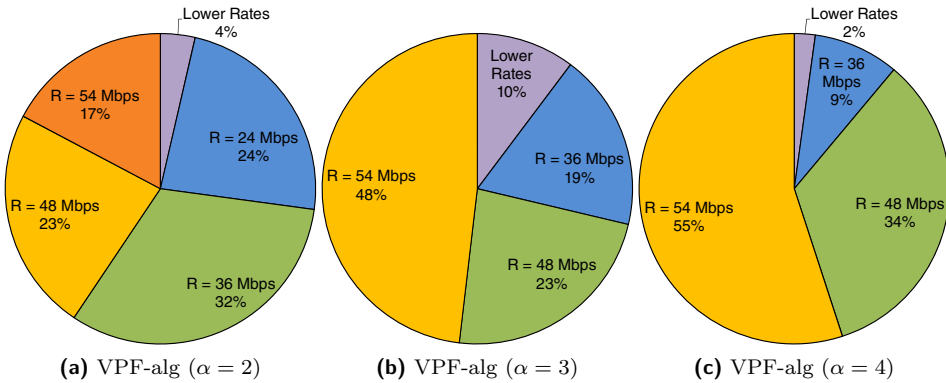 Lower Rates
4%
R = 54 Mbps
17%
R = 24 Mbps
24%
R = 48 Mbps
23%
R = 36 Mbps
32%
(a) VPF-alg (α = 2)
Lower
Rates
10%
R = 54 Mbps
48%
R = 36 Mbps
19%
R = 48 Mbps
23%
(b) VPF-alg (α = 3)
Lower Rates
2%
R = 36
Mbps
9%
R = 54 Mbps
55%
R = 48 Mbps
34%
(c) VPF-alg (α = 4)